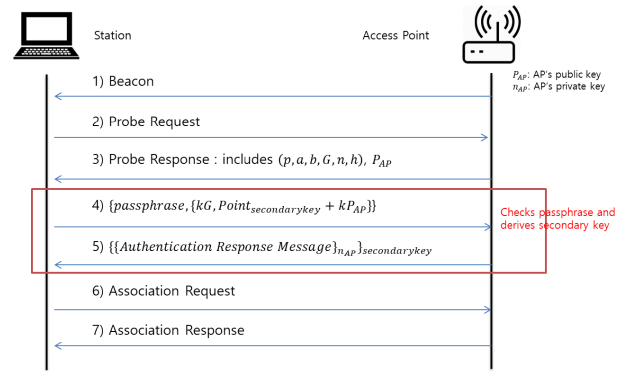 Station
Access Point
P_AP: AP's public key
n_AP: AP's private key
1) Beacon
2) Probe Request
3) Probe Response : includes (p, a, b, G, n, h), P_AP
4) {passphrase, {kG, Point_secondarykey + kP_AP}}
Checks passphrase and
derives secondary key
5) {{Authentication Response Message}_n_AP}_secondarykey
6) Association Request
7) Association Response